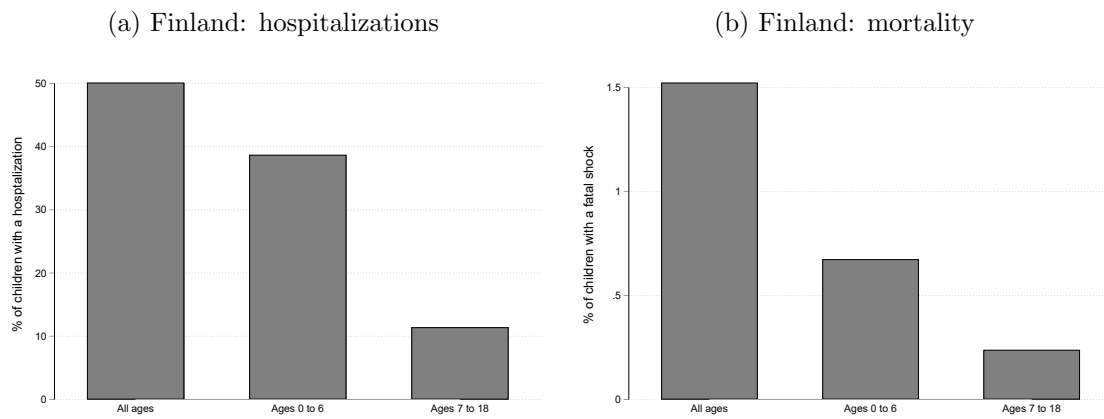 (a) Finland: hospitalizations
(b) Finland: mortality
% of children with a hosptalization
50
40
30
20
10
0
All ages
Ages 0 to 6
Ages 7 to 18
% of children with a fatal shock
1.5
1
.5
0
All ages
Ages 0 to 6
Ages 7 to 18